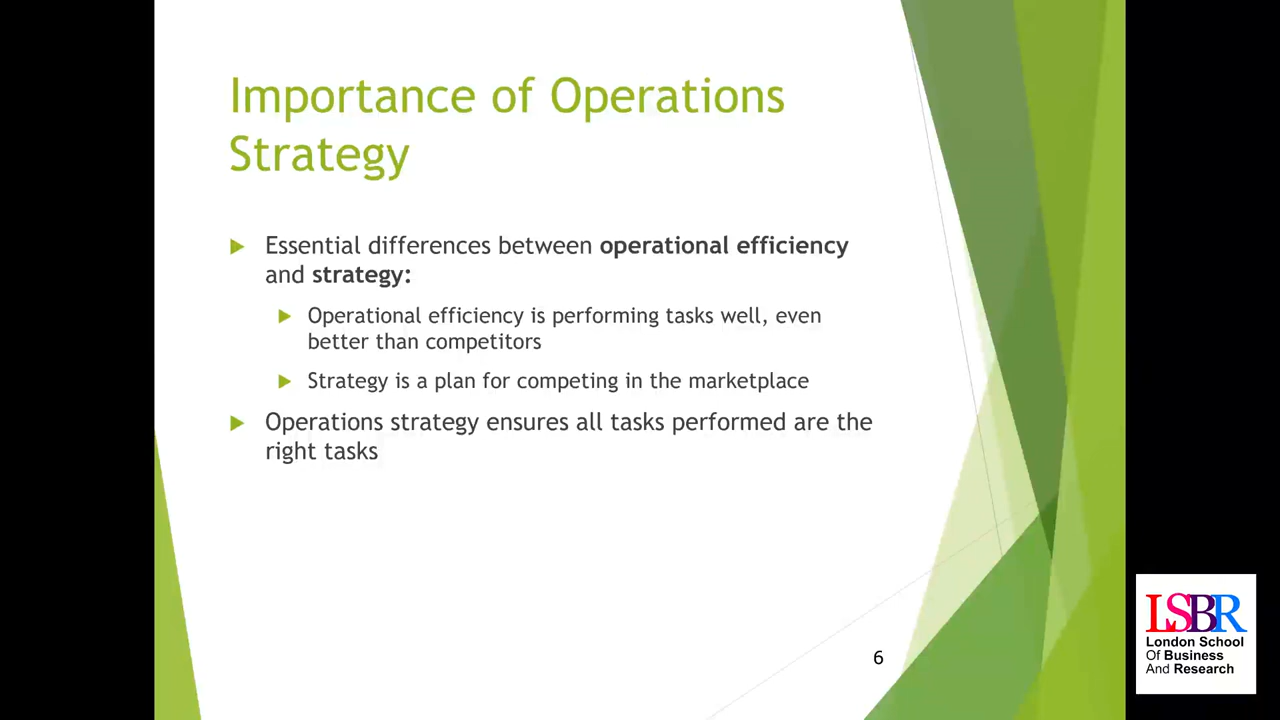 Importance of Operations
Strategy
Essential differences between operational efficiency
and strategy:
Operational efficiency is performing tasks well, even
better than competitors
Strategy is a plan for competing in the marketplace
Operations strategy ensures all tasks performed are the
right tasks
6
LSBR
London School
Of Business
And Research